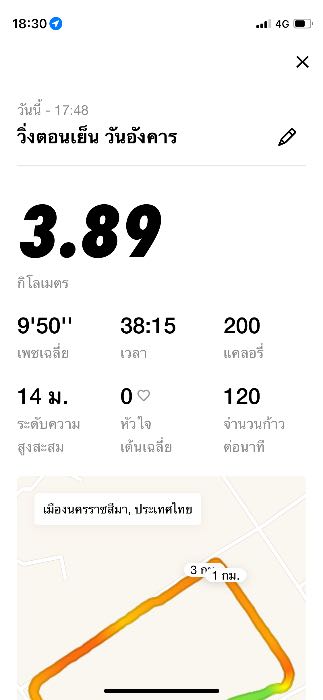 18:30
4G
วันนี้ - 17:48
วิ่งตอนเย็น วันอังคาร
3.89
กิโลเมตร
9'50'' 38:15 200
เพซเฉลี่ย เวลา แคลอรี่
14 ม. 0 120
ระดับความ หัวใจ จำนวนก้าว
สูงสะสม เต้นเฉลี่ย ต่อนาที
เมืองนครราชสีมา, ประเทศไทย
3 1 กม.